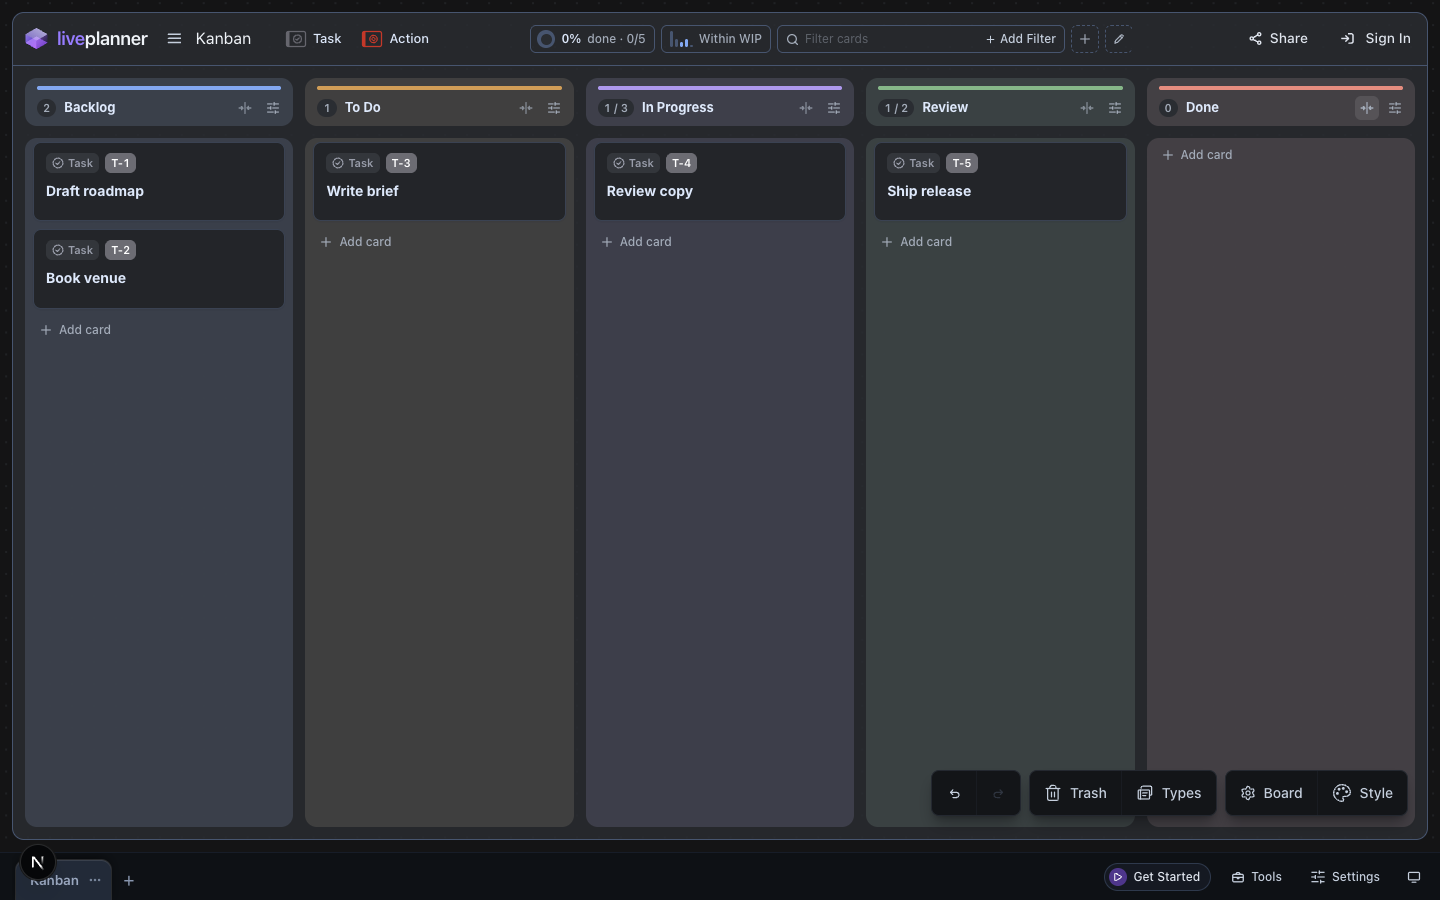 liveplanner
Kanban
Task
Action
0% done · 0/5
Within WIP
Filter cards
+ Add Filter
Share
Sign In
2 Backlog
1 To Do
1 / 3 In Progress
1 / 2 Review
0 Done
Task T-1
Draft roadmap
Task T-2
Book venue
+ Add card
Task T-3
Write brief
+ Add card
Task T-4
Review copy
+ Add card
Task T-5
Ship release
+ Add card
+ Add card
Trash
Types
Board
Style
N
Kanban ...
+
Get Started
Tools
Settings